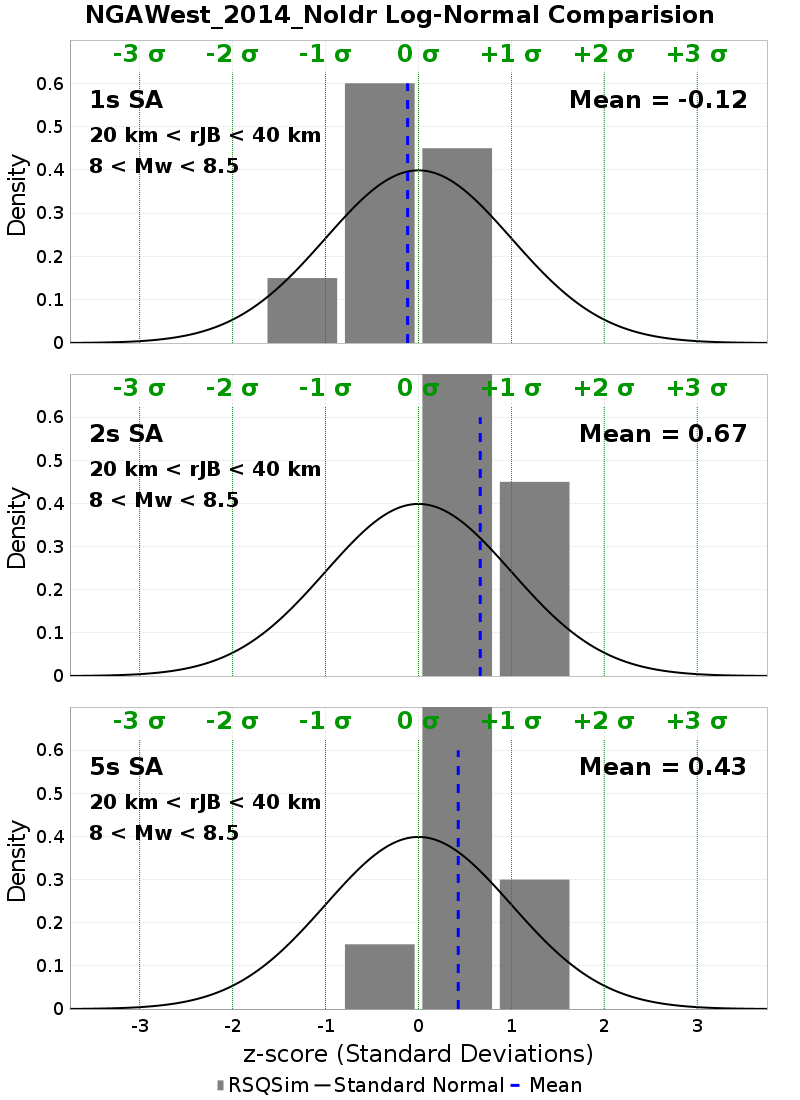 NGAWest_2014_NoIdr Log-Normal Comparision
-3 σ -2 σ -1 σ 0 σ +1 σ +2 σ +3 σ
1s SA
Mean = -0.12
20 km < rJB < 40 km
8 < Mw < 8.5
Density
0.6
0.5
0.4
0.3
0.2
0.1
0
-3 σ -2 σ -1 σ 0 σ +1 σ +2 σ +3 σ
2s SA
Mean = 0.67
20 km < rJB < 40 km
8 < Mw < 8.5
Density
0.6
0.5
0.4
0.3
0.2
0.1
0
-3 σ -2 σ -1 σ 0 σ +1 σ +2 σ +3 σ
5s SA
Mean = 0.43
20 km < rJB < 40 km
8 < Mw < 8.5
Density
0.6
0.5
0.4
0.3
0.2
0.1
0
-3 -2 -1 0 1 2 3
z-score (Standard Deviations)
RSQSim Standard Normal Mean